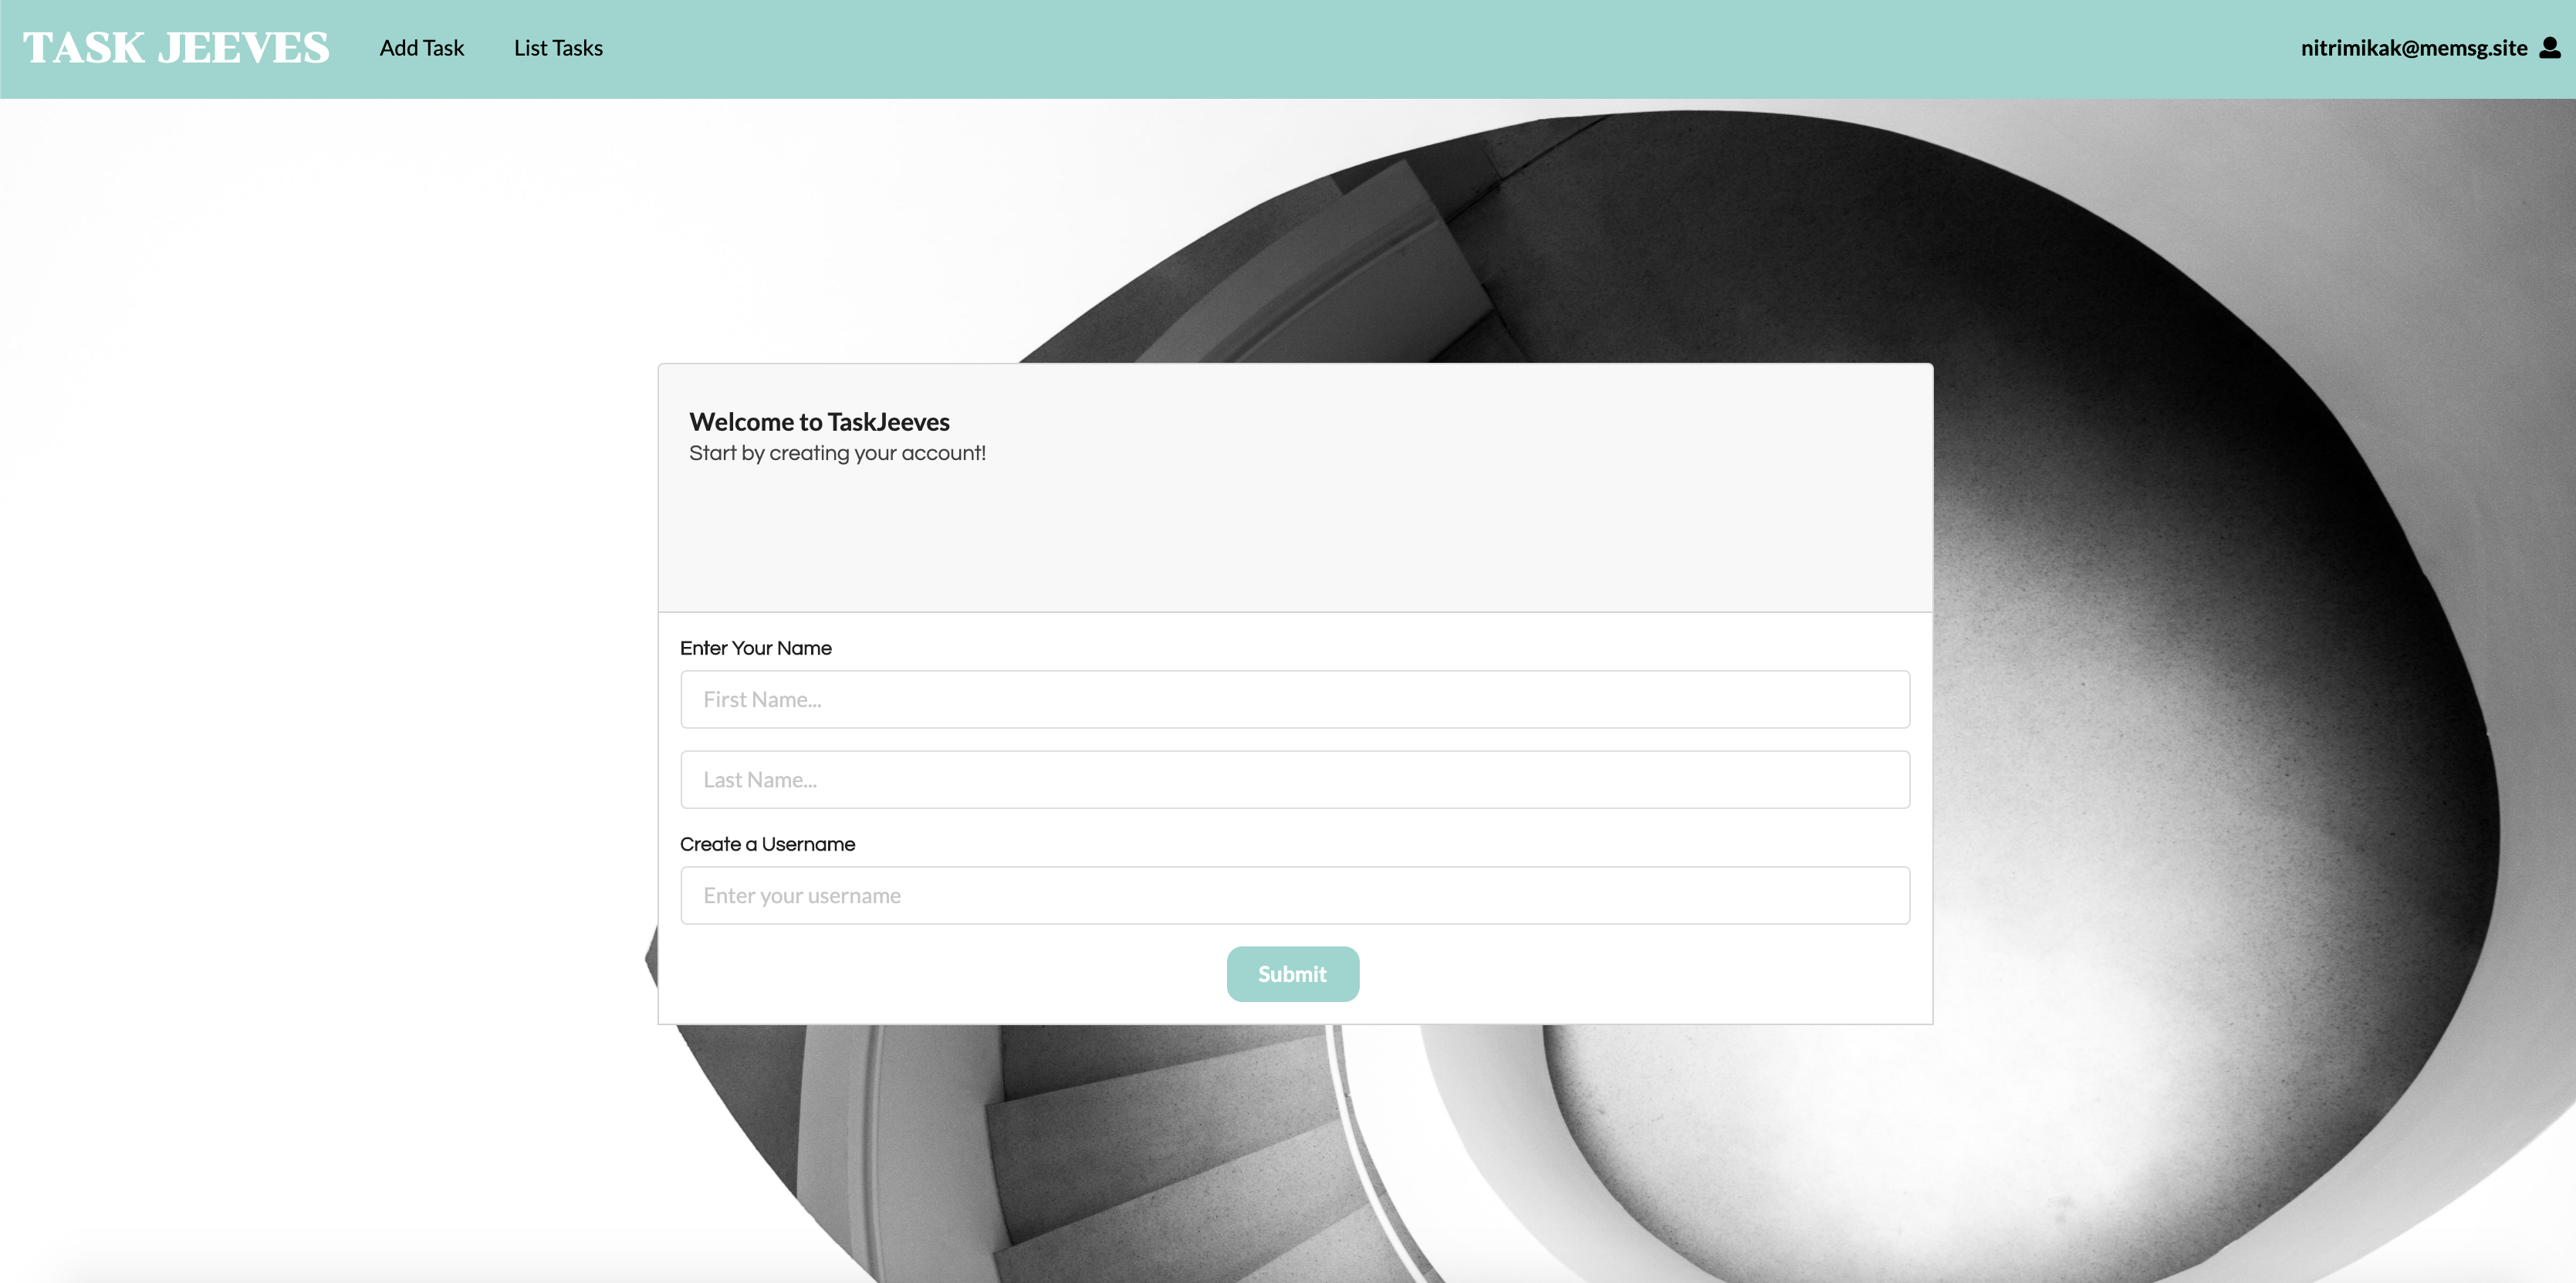 TASK JEEVES
Add Task
List Tasks
nitrimikak@memsg.site
Welcome to TaskJeeves
Start by creating your account!
Enter Your Name
First Name...
Last Name...
Create a Username
Enter your username
Submit